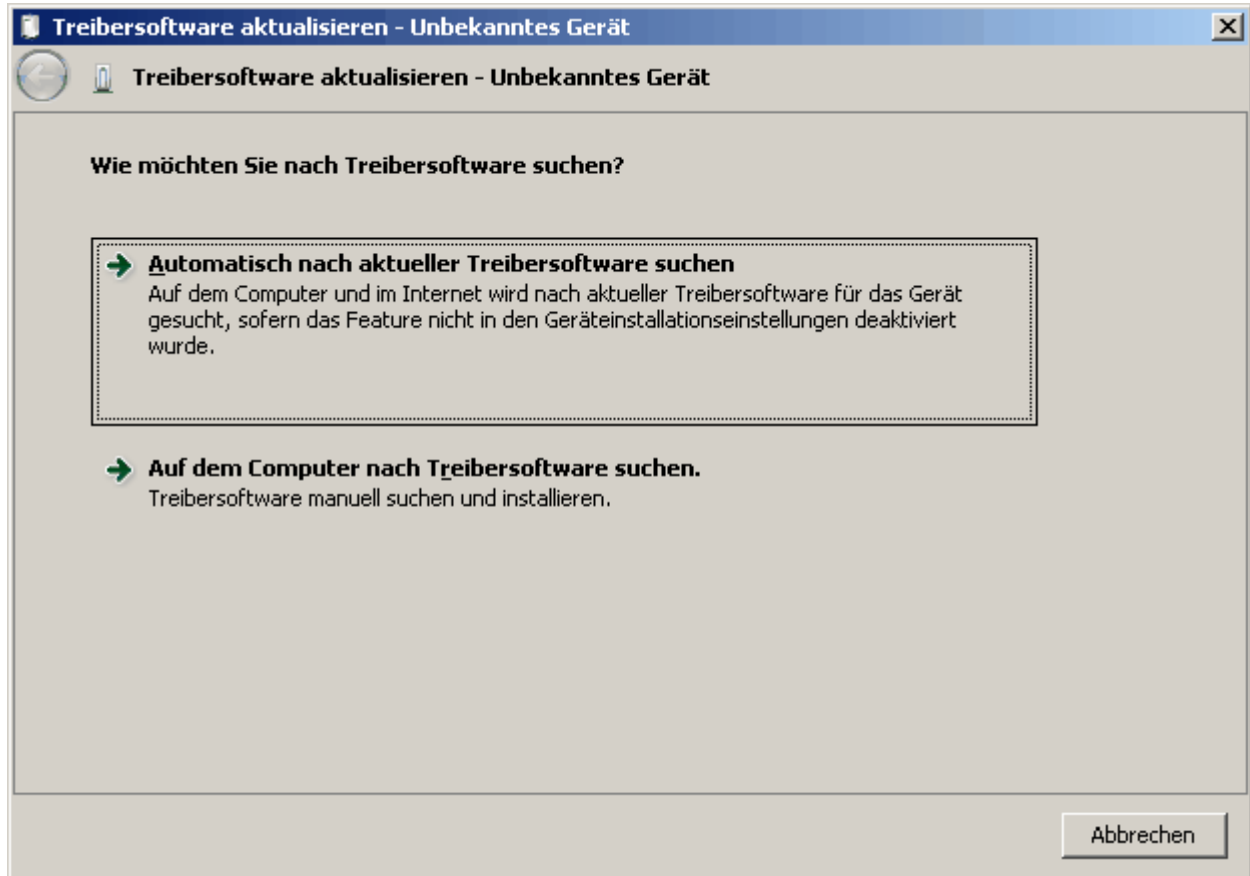 Treibersoftware aktualisieren - Unbekanntes Gerät
Treibersoftware aktualisieren - Unbekanntes Gerät
Wie möchten Sie nach Treibersoftware suchen?
Automatisch nach aktueller Treibersoftware suchen
Auf dem Computer und im Internet wird nach aktueller Treibersoftware für das Gerät
gesucht, sofern das Feature nicht in den Geräteinstallationseinstellungen deaktiviert
wurde.
Auf dem Computer nach Treibersoftware suchen.
Treibersoftware manuell suchen und installieren.
Abbrechen